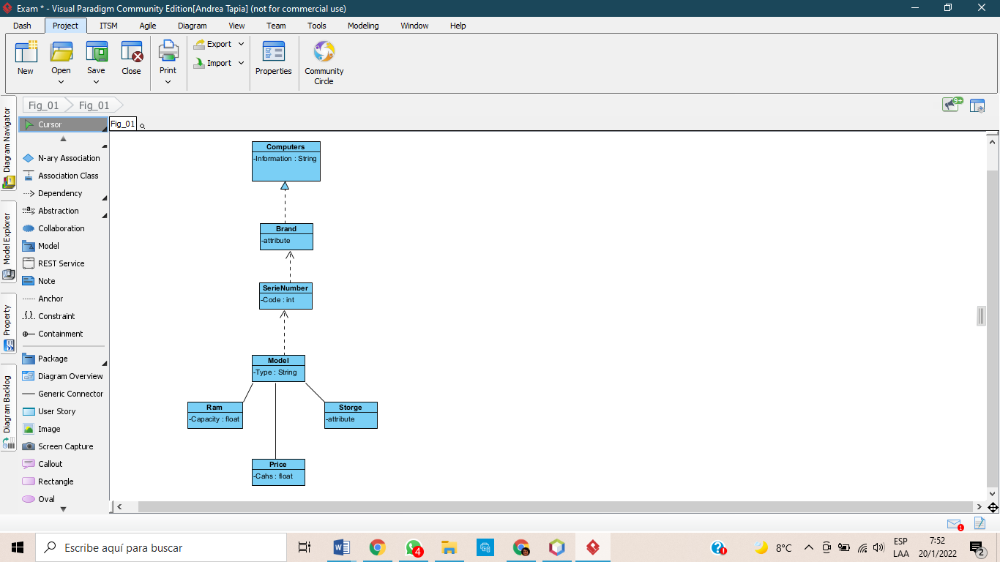 Exam * - Visual Paradigm Community Edition[Andrea Tapia] (not for commercial use)
Dash Project ITSM Agile Diagram View Team Tools Modeling Window Help
New Open Save Close Print Export Import Properties Community Circle
Fig_01 Fig_01
9+
Diagram Navigator
Model Explorer
Property
Diagram Backlog
Cursor
N-ary Association
Association Class
Dependency
Abstraction
Collaboration
Model
REST Service
Note
Anchor
Constraint
Containment
Package
Diagram Overview
Generic Connector
User Story
Image
Screen Capture
Callout
Rectangle
Oval
Fig_01
Computers
-Information : String
Brand
-attribute
SerieNumber
-Code : int
Model
-Type : String
Ram
-Capacity : float
Storge
-attribute
Price
-Cahs : float
1
Escribe aquí para buscar
4
8°C
ESP
LAA
7:52
20/1/2022
2